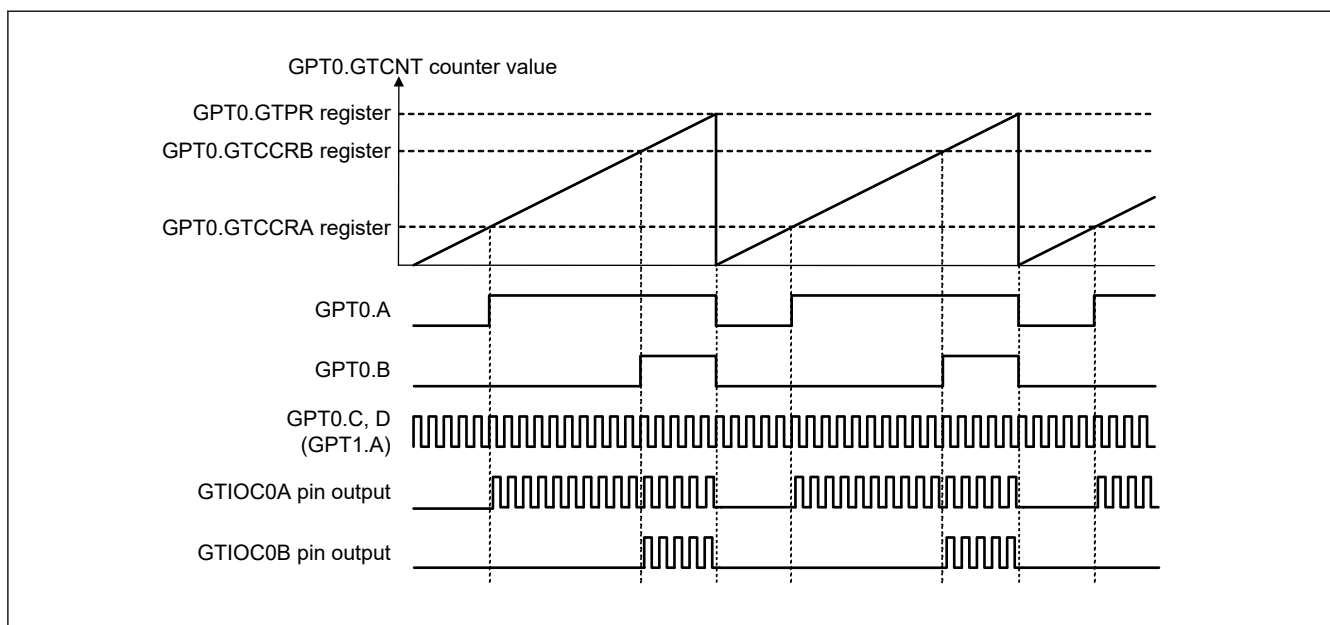 GPT0.GTCNT counter value
GPT0.GTPR register
GPT0.GTCCRB register
GPT0.GTCCRA register
GPT0.A
GPT0.B
GPT0.C, D
(GPT1.A)
GTIOC0A pin output
GTIOC0B pin output